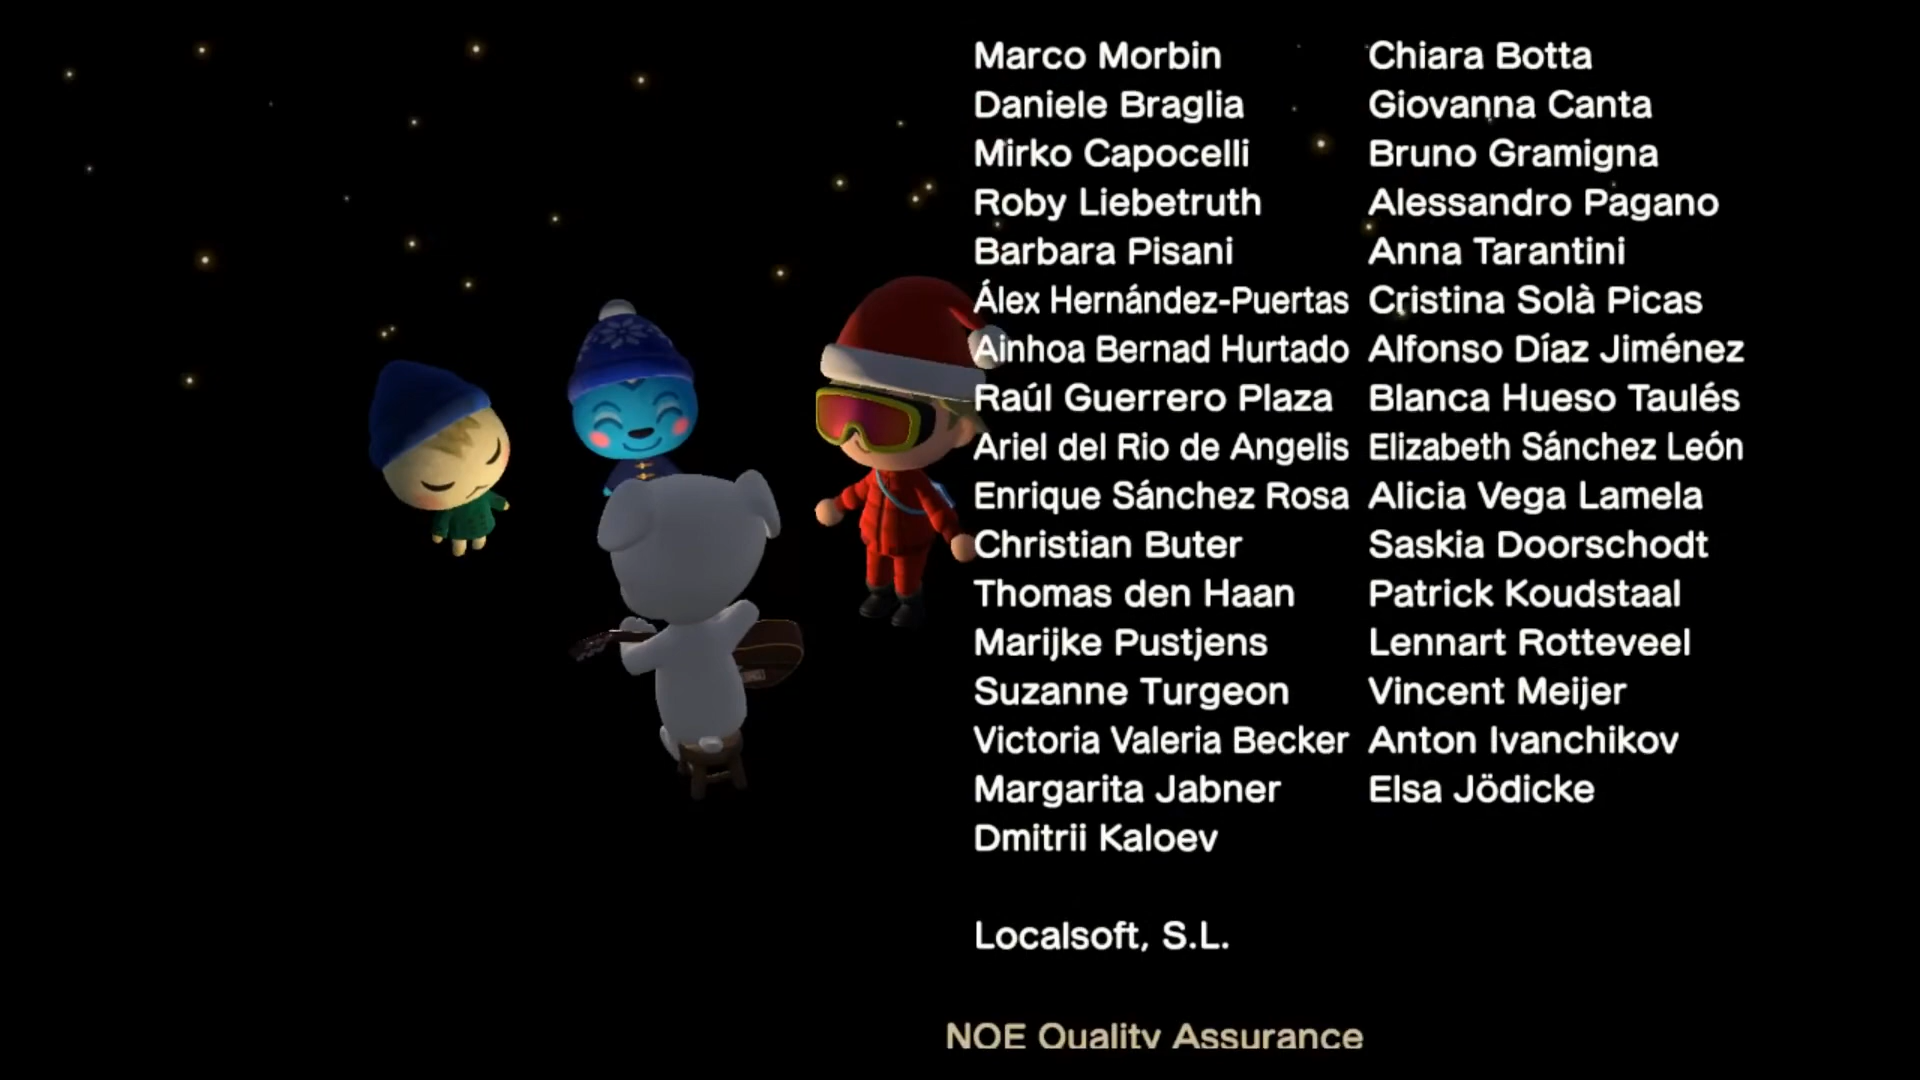 Marco Morbin Chiara Botta
Daniele Braglia Giovanna Canta
Mirko Capocelli Bruno Gramigna
Roby Liebetruth Alessandro Pagano
Barbara Pisani Anna Tarantini
Álex Hernández-Puertas Cristina Solà Picas
Ainhoa Bernad Hurtado Alfonso Díaz Jiménez
Raúl Guerrero Plaza Blanca Hueso Taulés
Ariel del Rio de Angelis Elizabeth Sánchez León
Enrique Sánchez Rosa Alicia Vega Lamela
Christian Buter Saskia Doorschodt
Thomas den Haan Patrick Koudstaal
Marijke Pustjens Lennart Rotteveel
Suzanne Turgeon Vincent Meijer
Victoria Valeria Becker Anton Ivanchikov
Margarita Jabner Elsa Jödicke
Dmitrii Kaloev
Localsoft, S.L.
NOE Quality Assurance